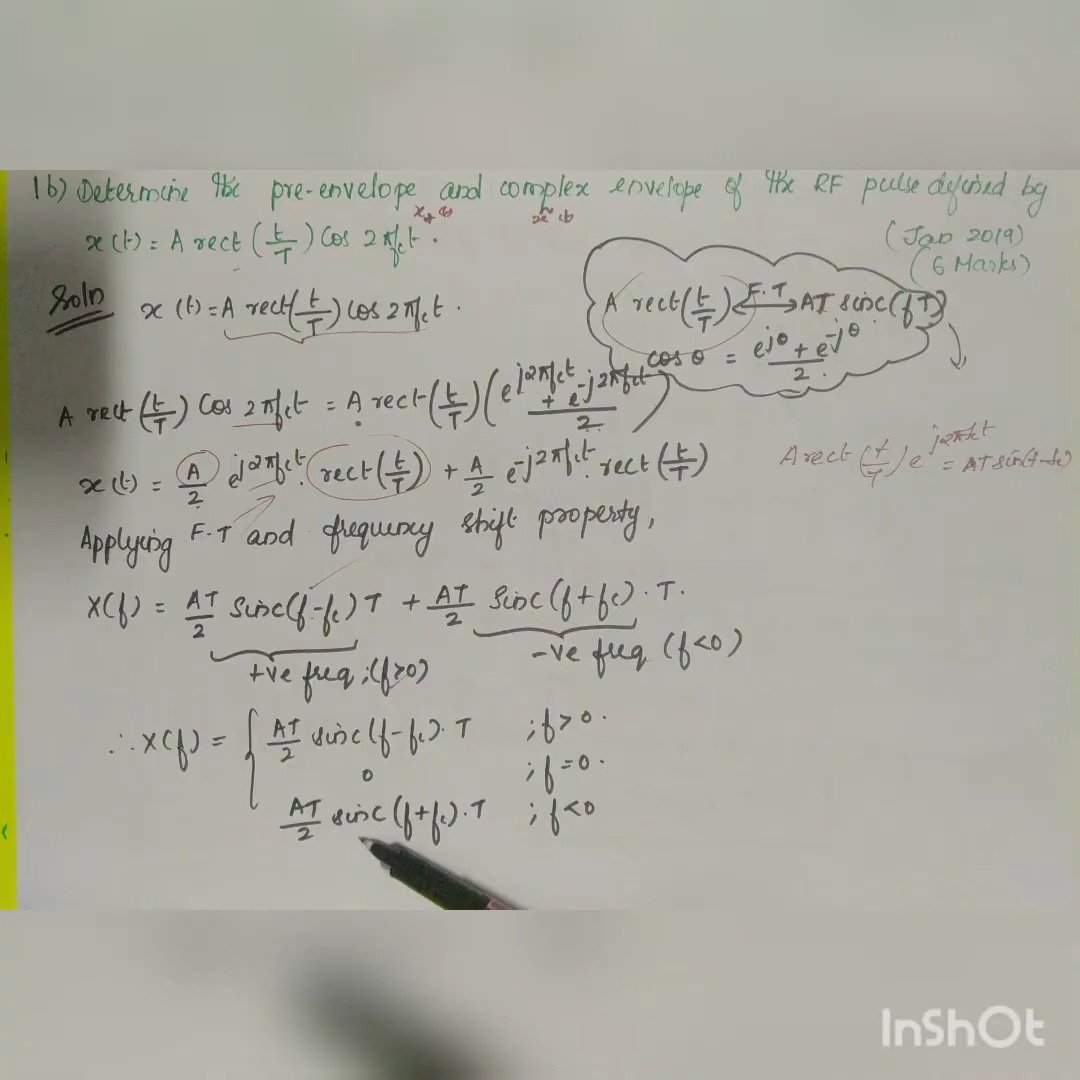 1b) Determine the pre-envelope and complex envelope of the RF pulse defined by
x₊(t) x̃(t)
x(t) = A rect(t/T) Cos 2πfct.
(Jan 2019)
(6 Marks)
Soln x(t) = A rect(t/T) cos 2πfct.
A rect(t/T) <-F.T-> AT sinc(fT)
cos θ = (e^jθ + e^-jθ)/2.
A rect(t/T) Cos 2πfct = A rect(t/T) ((e^j2πfct + e^-j2πfct)/2)
x(t) = A/2 e^j2πfct. rect(t/T) + A/2 e^-j2πfct. rect(t/T)
A rect(t/T) e^j2πfct = AT sin(f-fc)
Applying F.T and frequency shift property,
X(f) = AT/2 sinc(f-fc)T + AT/2 sinc(f+fc).T.
+ve freq ;(f>0) -ve freq (f<0)
∴ X(f) = { AT/2 sinc(f-fc).T ; f>0.
0 ; f=0.
AT/2 sinc(f+fc).T ; f<0
InShOt